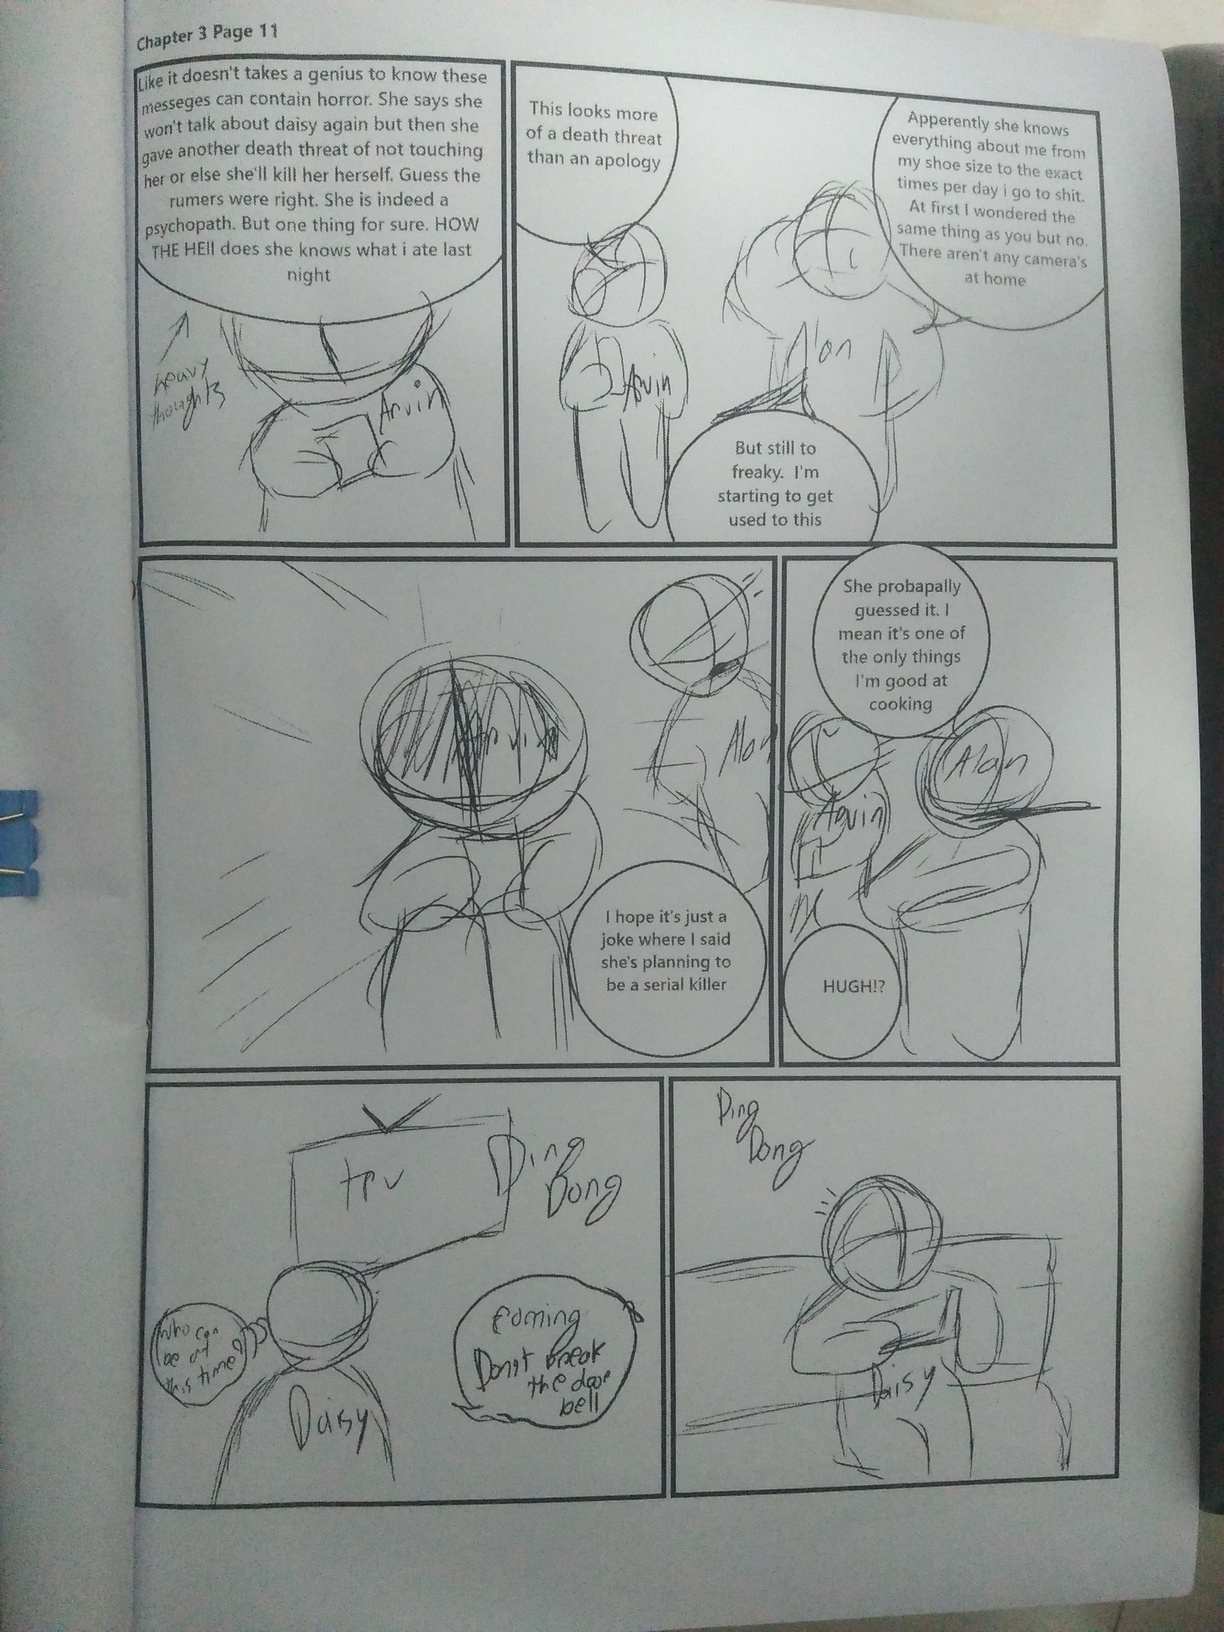 Chapter 3 Page 11
Like it doesn't takes a genius to know these
messeges can contain horror. She says she
won't talk about daisy again but then she
gave another death threat of not touching
her or else she'll kill her herself. Guess the
rumers were right. She is indeed a
psychopath. But one thing for sure. HOW
THE HEll does she knows what i ate last
night
heavy
thoughts
Arvin
This looks more
of a death threat
than an apology
Apperently she knows
everything about me from
my shoe size to the exact
times per day i go to shit.
At first I wondered the
same thing as you but no.
There aren't any camera's
at home
Arvin
Alan
But still to
freaky. I'm
starting to get
used to this
Arvin
Alan
I hope it's just a
joke where I said
she's planning to
be a serial killer
She probapally
guessed it. I
mean it's one of
the only things
I'm good at
cooking
Arvin
Alan
HUGH!?
Ding
Dong
Who can
be at
this time?
Daisy
Coming
Don't break
the door
bell
Ding
Dong
Daisy